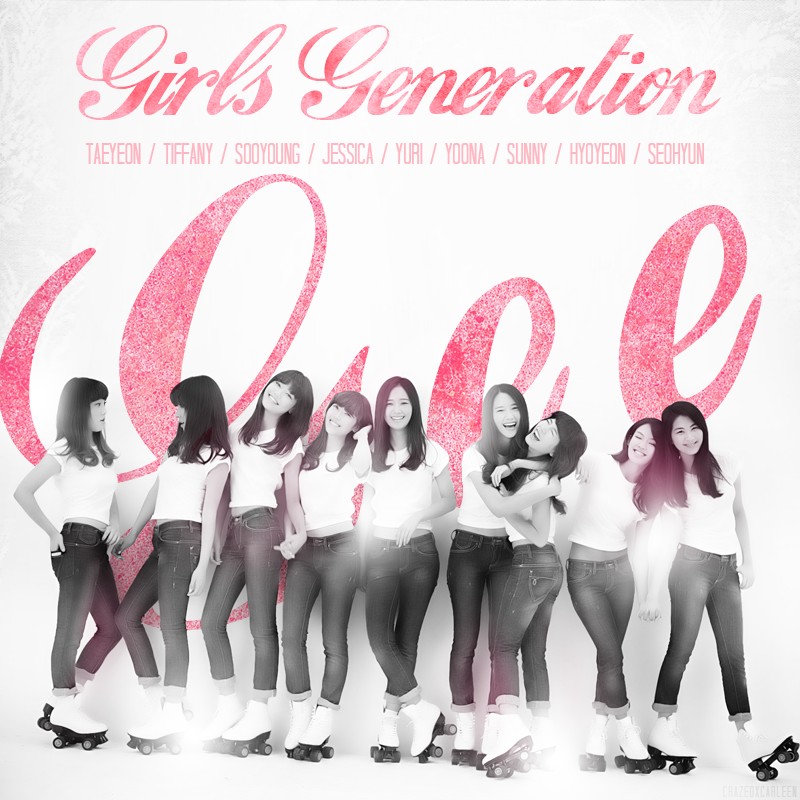 Girls Generation
TAEYEON / TIFFANY / SOOYOUNG / JESSICA / YURI / YOONA / SUNNY / HYOYEON / SEOHYUN
Gee